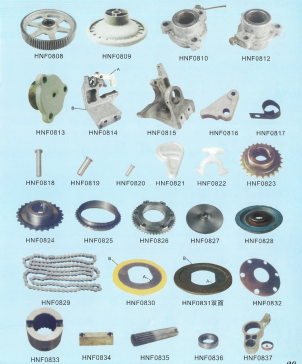 HNF0808 HNF0809 HNF0810 HNF0812
A
A
B
HNF0813 HNF0814 HNF0815 HNF0816 HNF0817
HNF0818 HNF0819 HNF0820 HNF0821 HNF0822 HNF0823
HNF0824 HNF0825 HNF0826 HNF0827 HNF0828
B
A
B
A
HNF0829 HNF0830 HNF0831双面 HNF0832
HNF0833 HNF0834 HNF0835 HNF0836 HNF0837